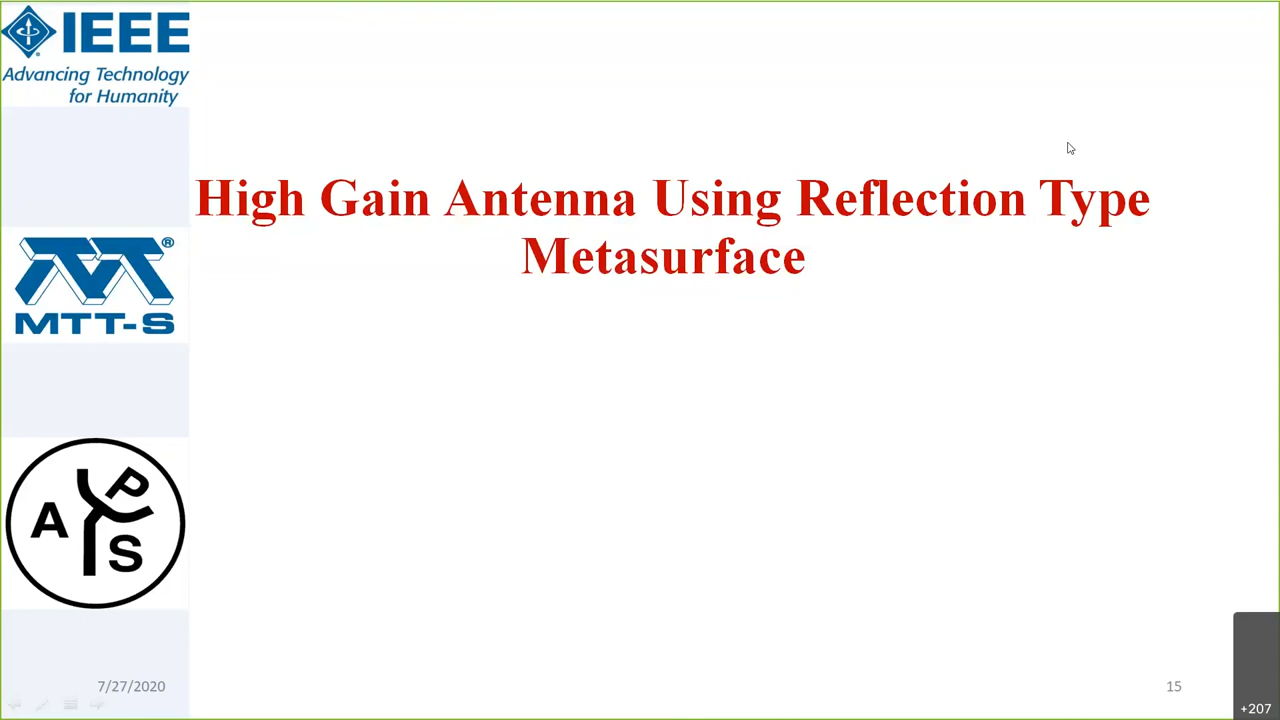 IEEE
Advancing Technology
for Humanity
High Gain Antenna Using Reflection Type
Metasurface
MTT-S
®
A P S
7/27/2020
15
+207